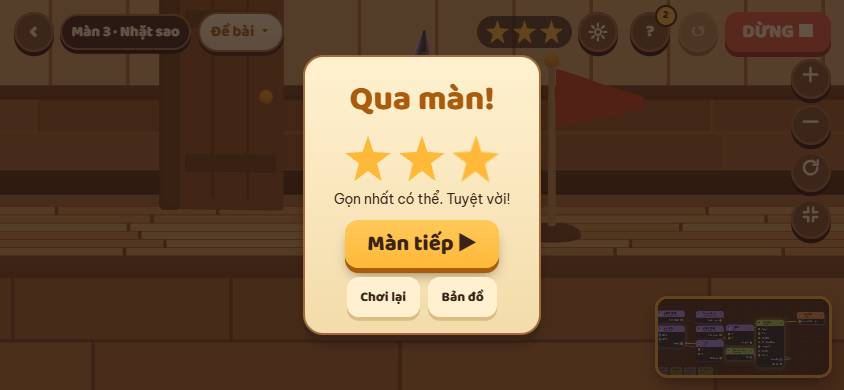 Màn 3 · Nhặt sao
Đề bài
2
?
DỪNG
Qua màn!
Gọn nhất có thể. Tuyệt vời!
Màn tiếp
Chơi lại
Bản đồ